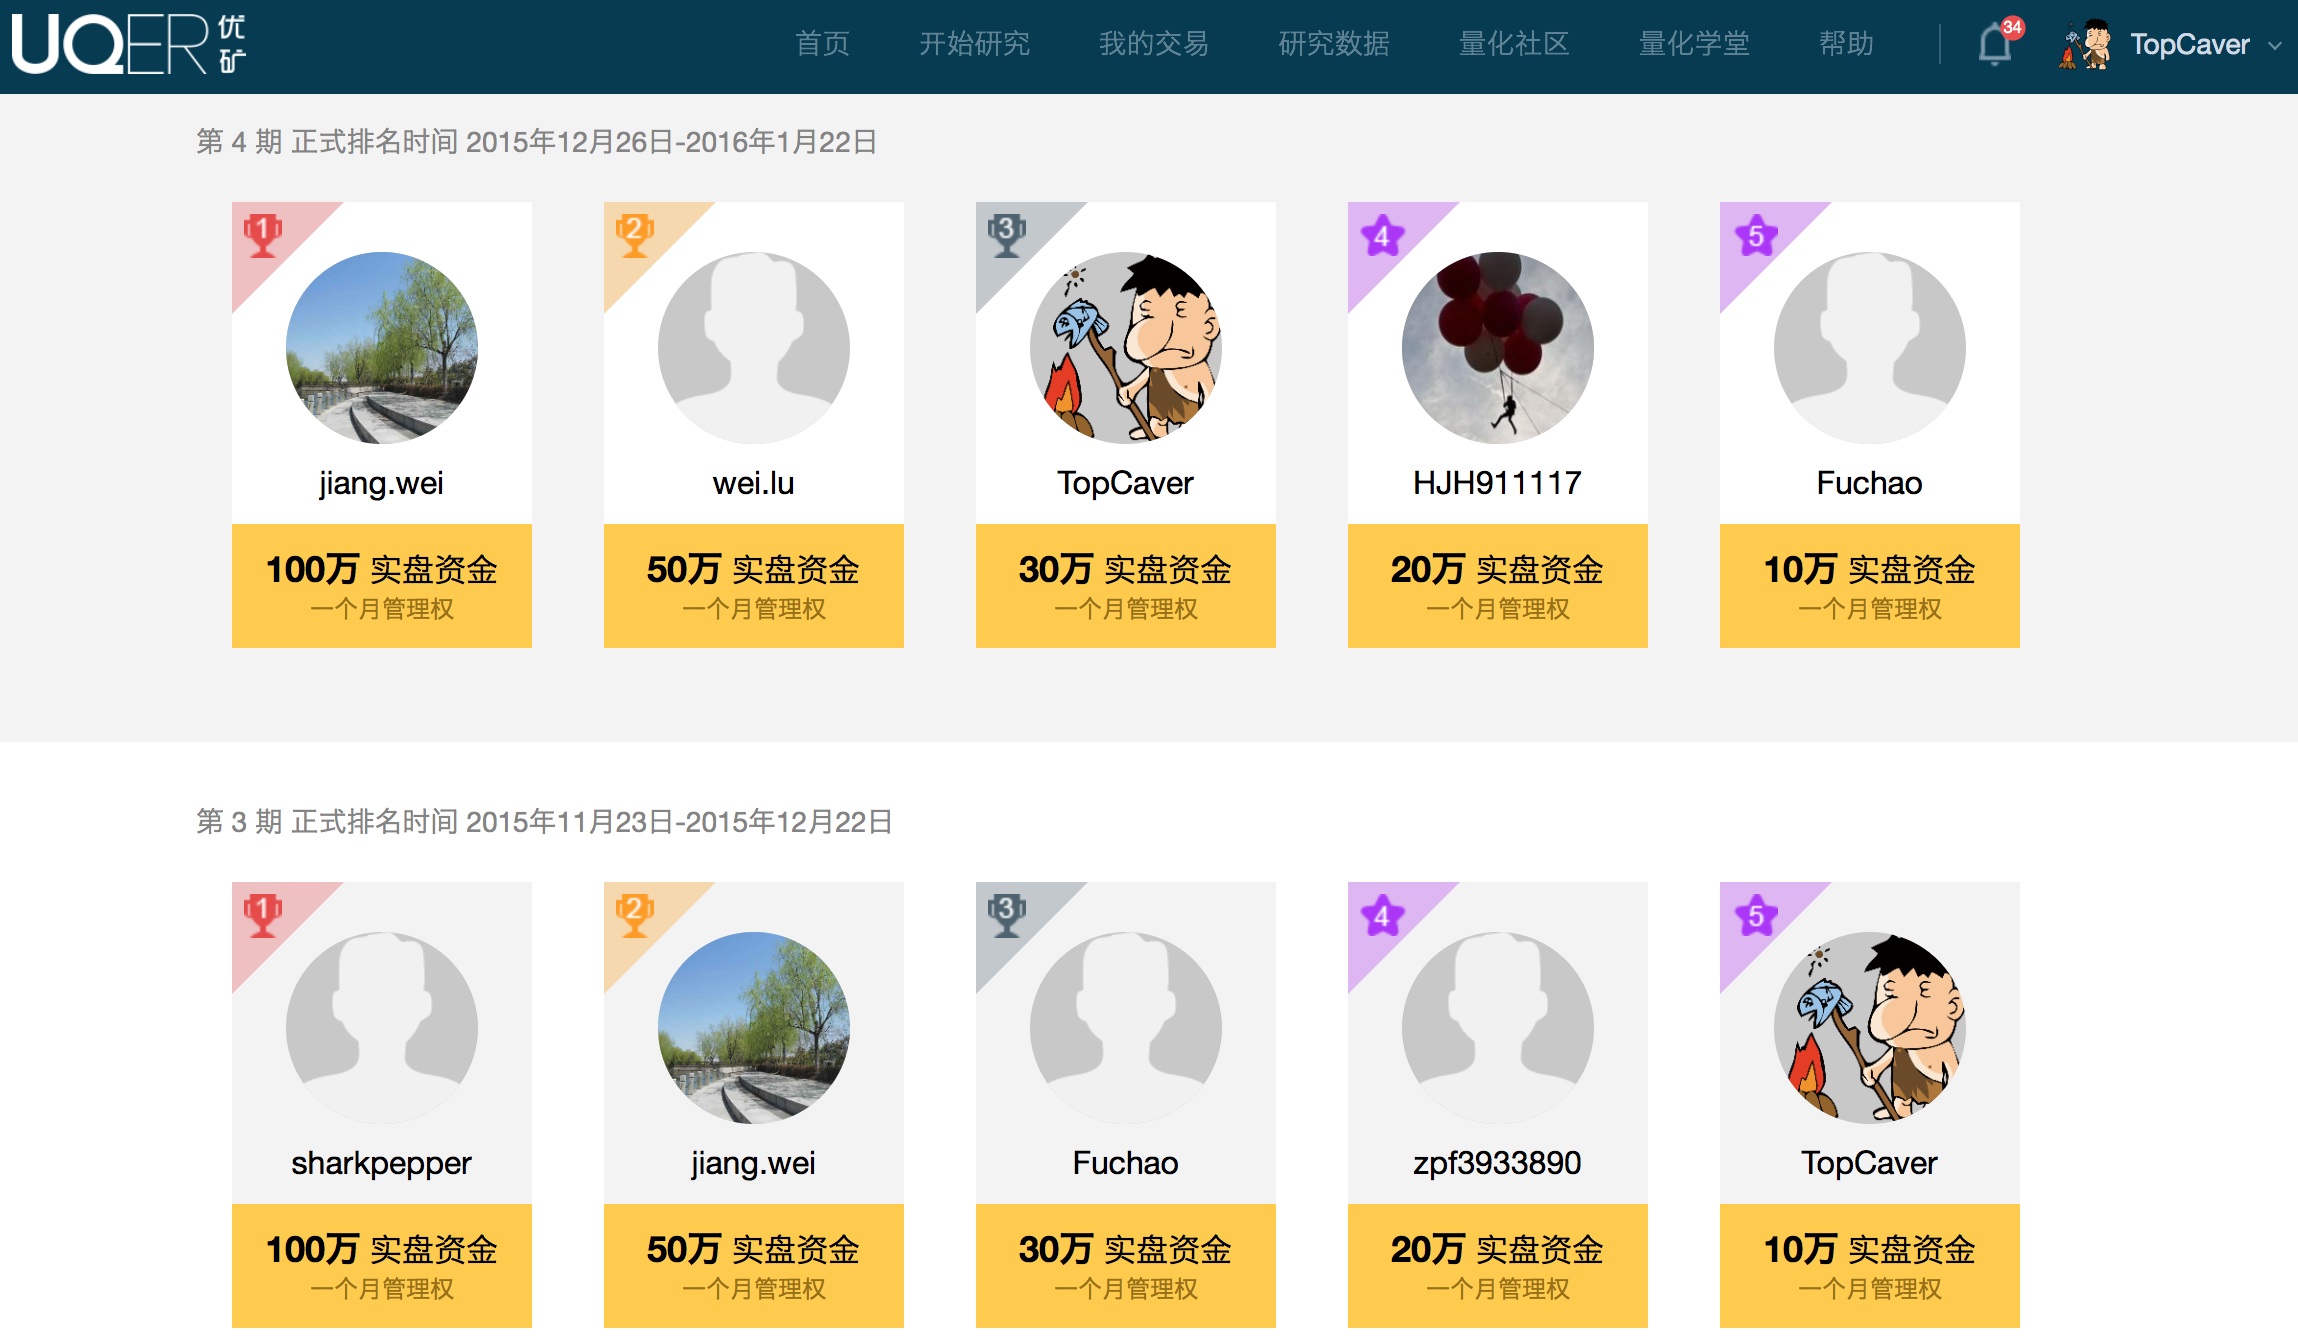 UQER 优矿
首页 开始研究 我的交易 研究数据 量化社区 量化学堂 帮助 34 TopCaver
第 4 期 正式排名时间 2015年12月26日-2016年1月22日
1 2 3 4 5
jiang.wei wei.lu TopCaver HJH911117 Fuchao
100万 实盘资金 50万 实盘资金 30万 实盘资金 20万 实盘资金 10万 实盘资金
一个月管理权 一个月管理权 一个月管理权 一个月管理权 一个月管理权
第 3 期 正式排名时间 2015年11月23日-2015年12月22日
1 2 3 4 5
sharkpepper jiang.wei Fuchao zpf3933890 TopCaver
100万 实盘资金 50万 实盘资金 30万 实盘资金 20万 实盘资金 10万 实盘资金
一个月管理权 一个月管理权 一个月管理权 一个月管理权 一个月管理权